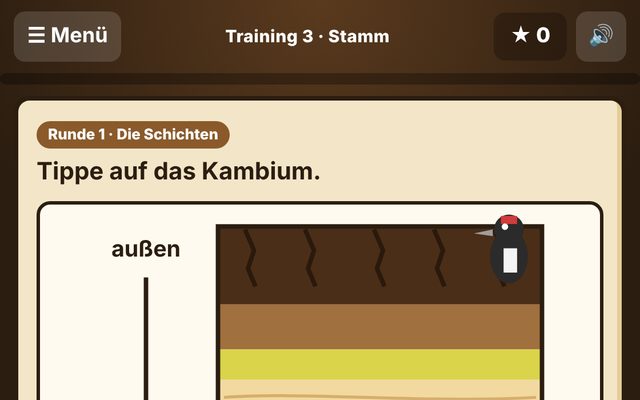 ☰ Menü
Training 3 · Stamm
★ 0
Runde 1 · Die Schichten
Tippe auf das Kambium.
außen